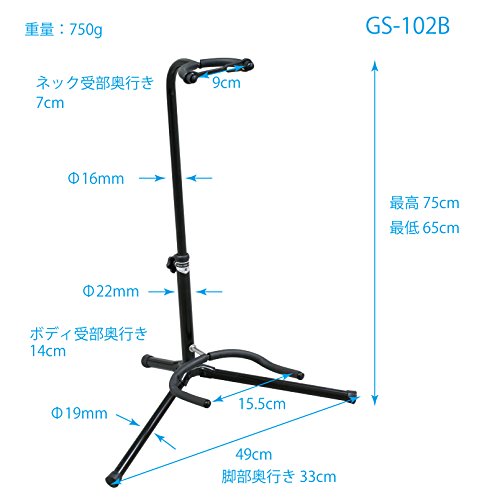 重量：750g
GS-102B
9cm
ネック受部奥行き
7cm
Φ16mm
最高 75cm
最低 65cm
Φ22mm
ボディ受部奥行き
14cm
15.5cm
Φ19mm
49cm
脚部奥行き 33cm